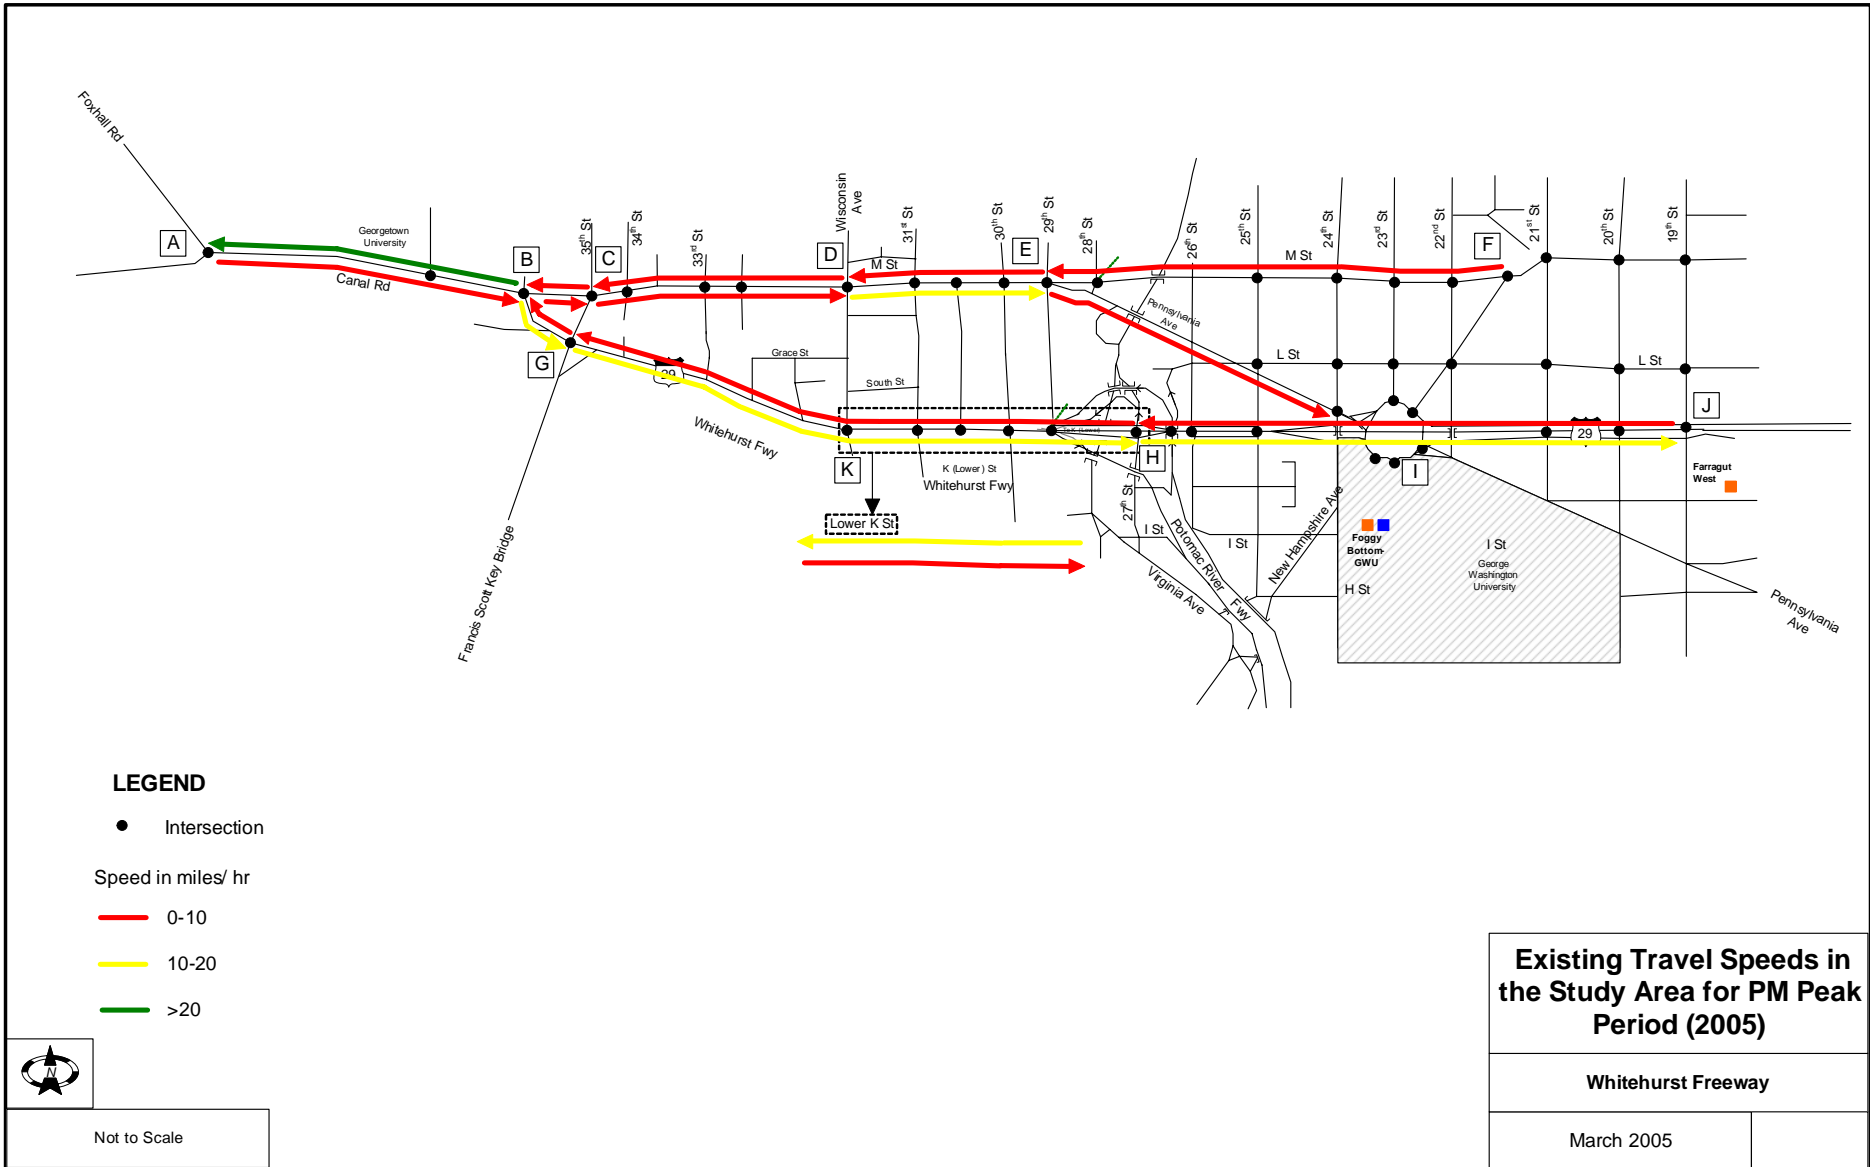 Foxhall Rd
A
Georgetown
University
Canal Rd
B
35th St
C
34th St
33rd St
Wisconsin
Ave
D
M St
31st St
30th St
29th St
E
28th St
Pennsylvania
Ave
26th St
25th St
24th St
23rd St
22nd St
M St
F
21st St
20th St
19th St
G
29
Grace St
South St
L St
L St
Whitehurst Fwy
K
K (Lower) St
Whitehurst Fwy
H
29
I
J
Farragut
West
Lower K St
27th St
I St
Potomac River
Fwy
Virginia Ave
I St
New Hampshire Ave
Foggy
Bottom-
GWU
H St
I St
George
Washington
University
Pennsylvania
Ave
Francis Scott Key Bridge
LEGEND
Intersection
Speed in miles/ hr
0-10
10-20
>20
N
Not to Scale
Existing Travel Speeds in
the Study Area for PM Peak
Period (2005)
Whitehurst Freeway
March 2005